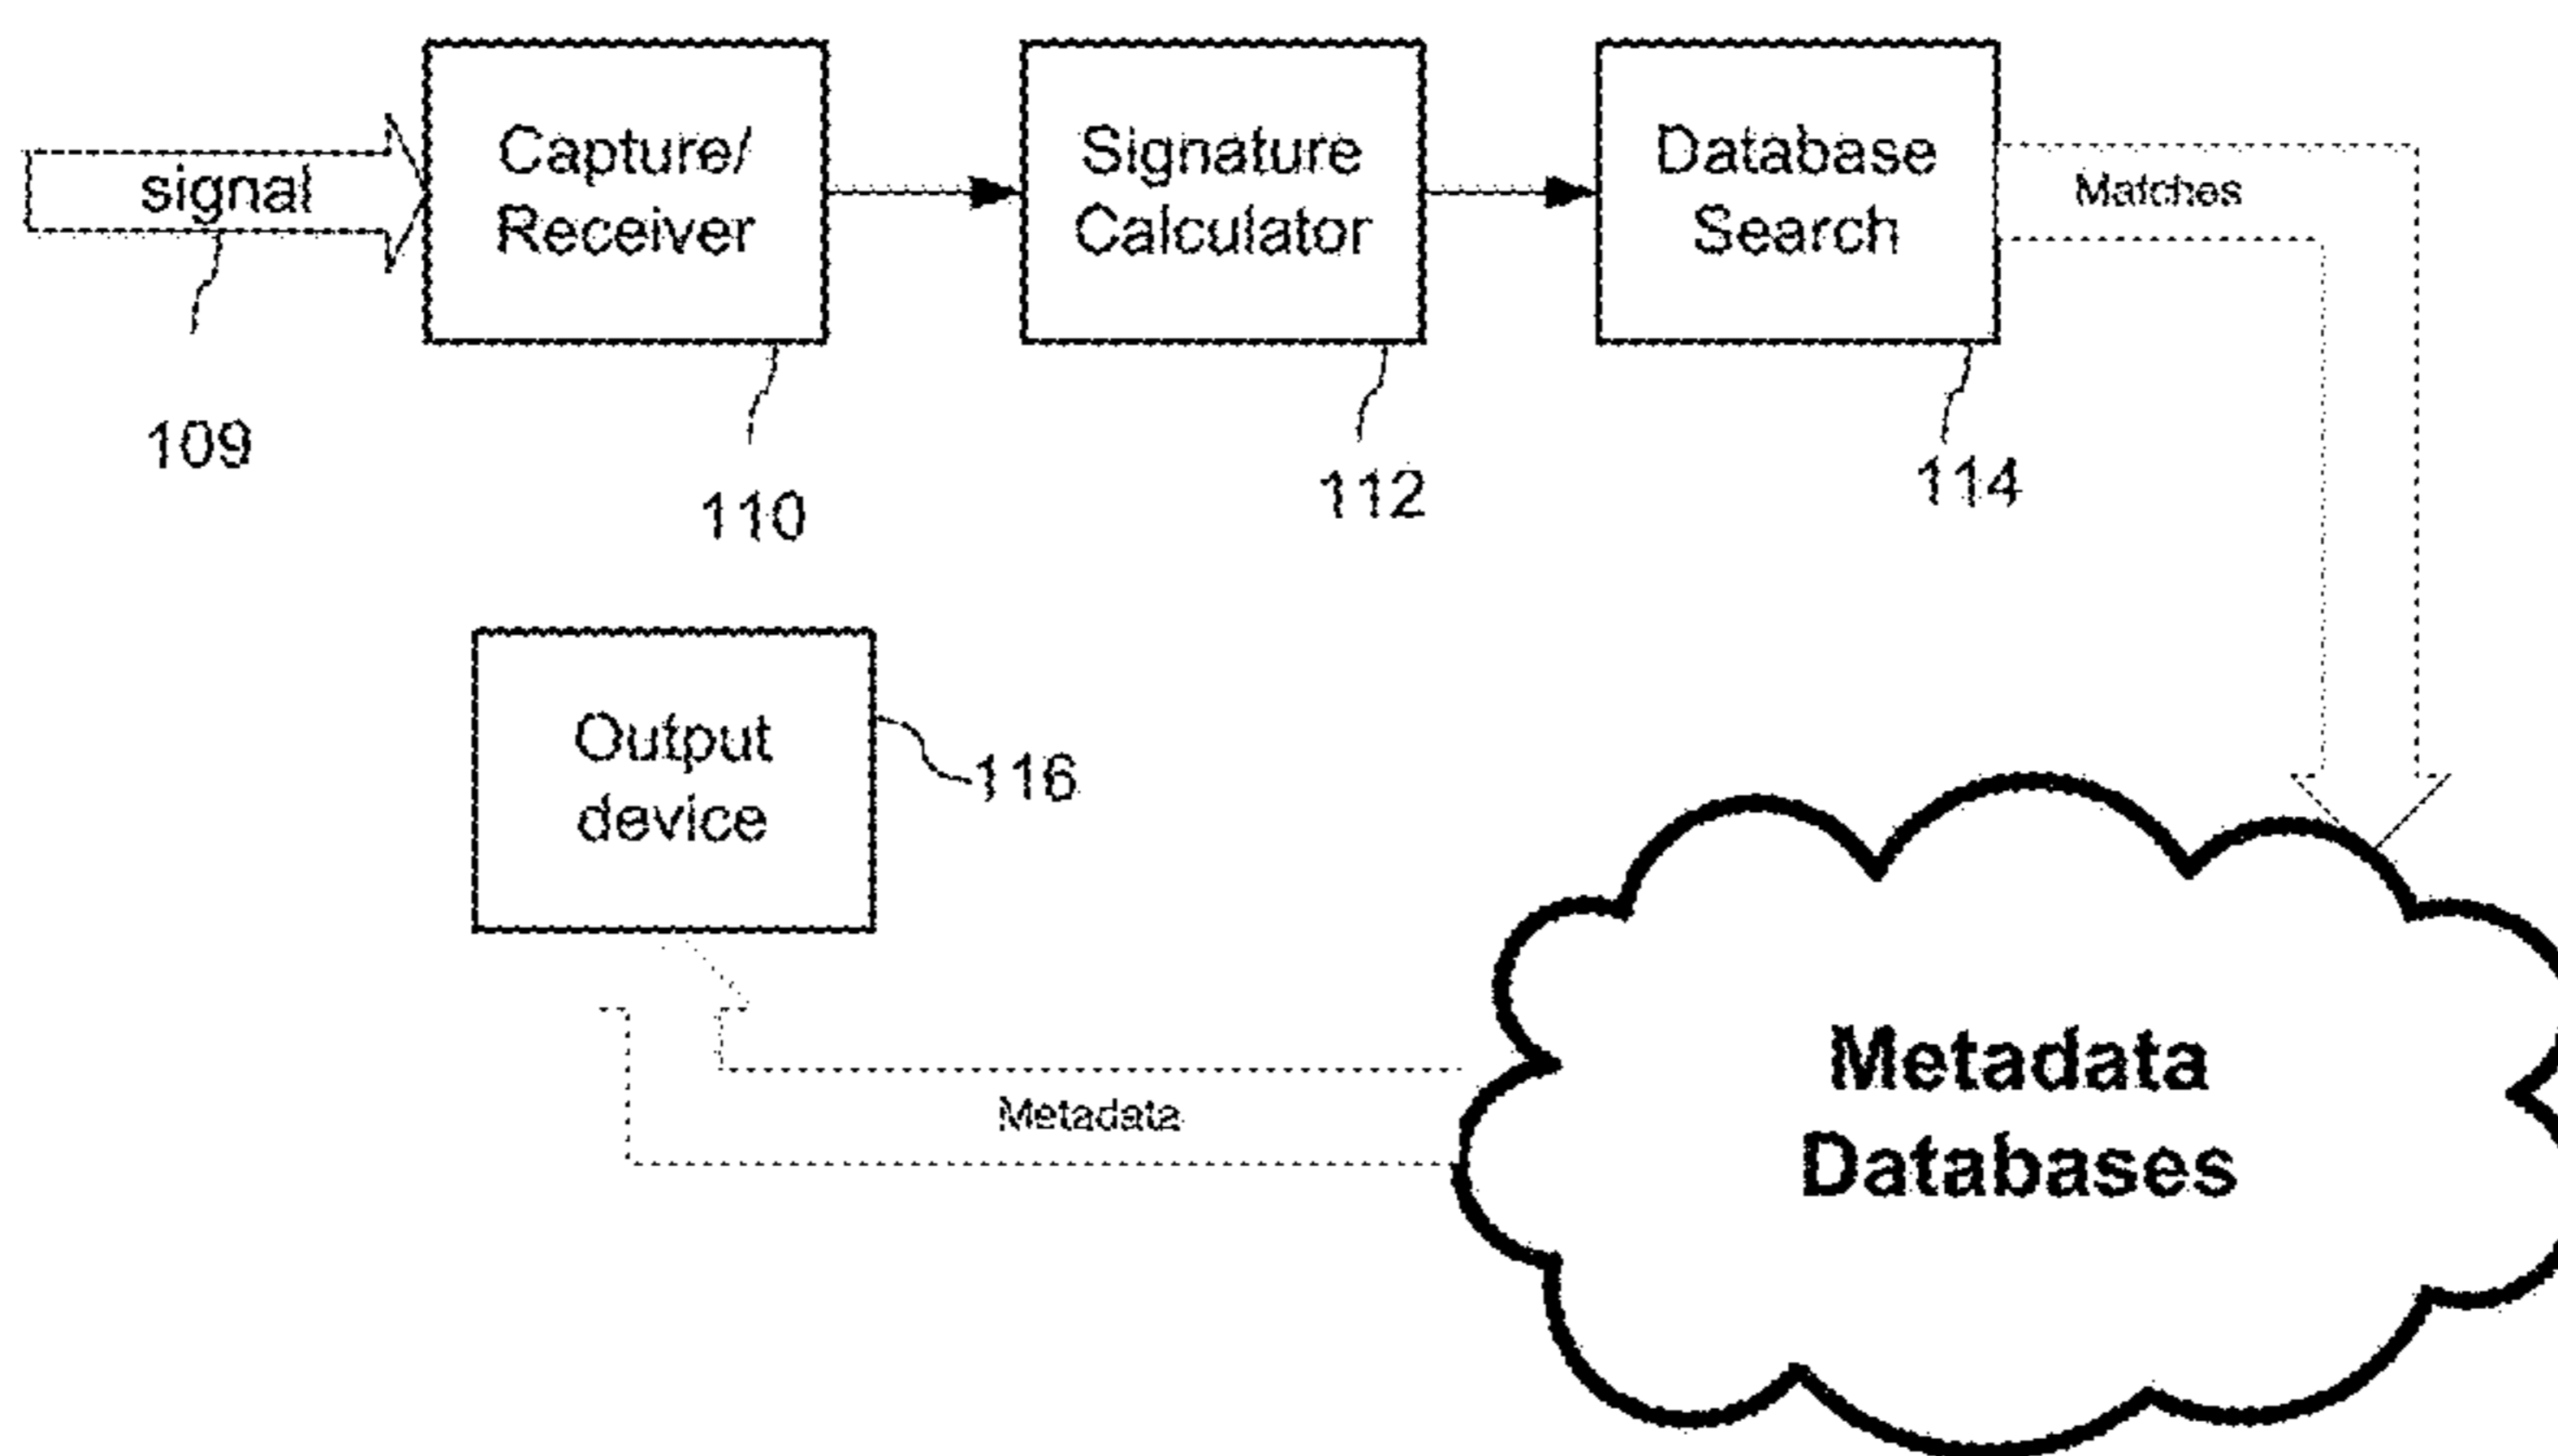 signal
Capture/
Receiver
Signature
Calculator
Database
Search
Matches
109
110
112
114
Output
device
116
Metadata
Databases
Metadata